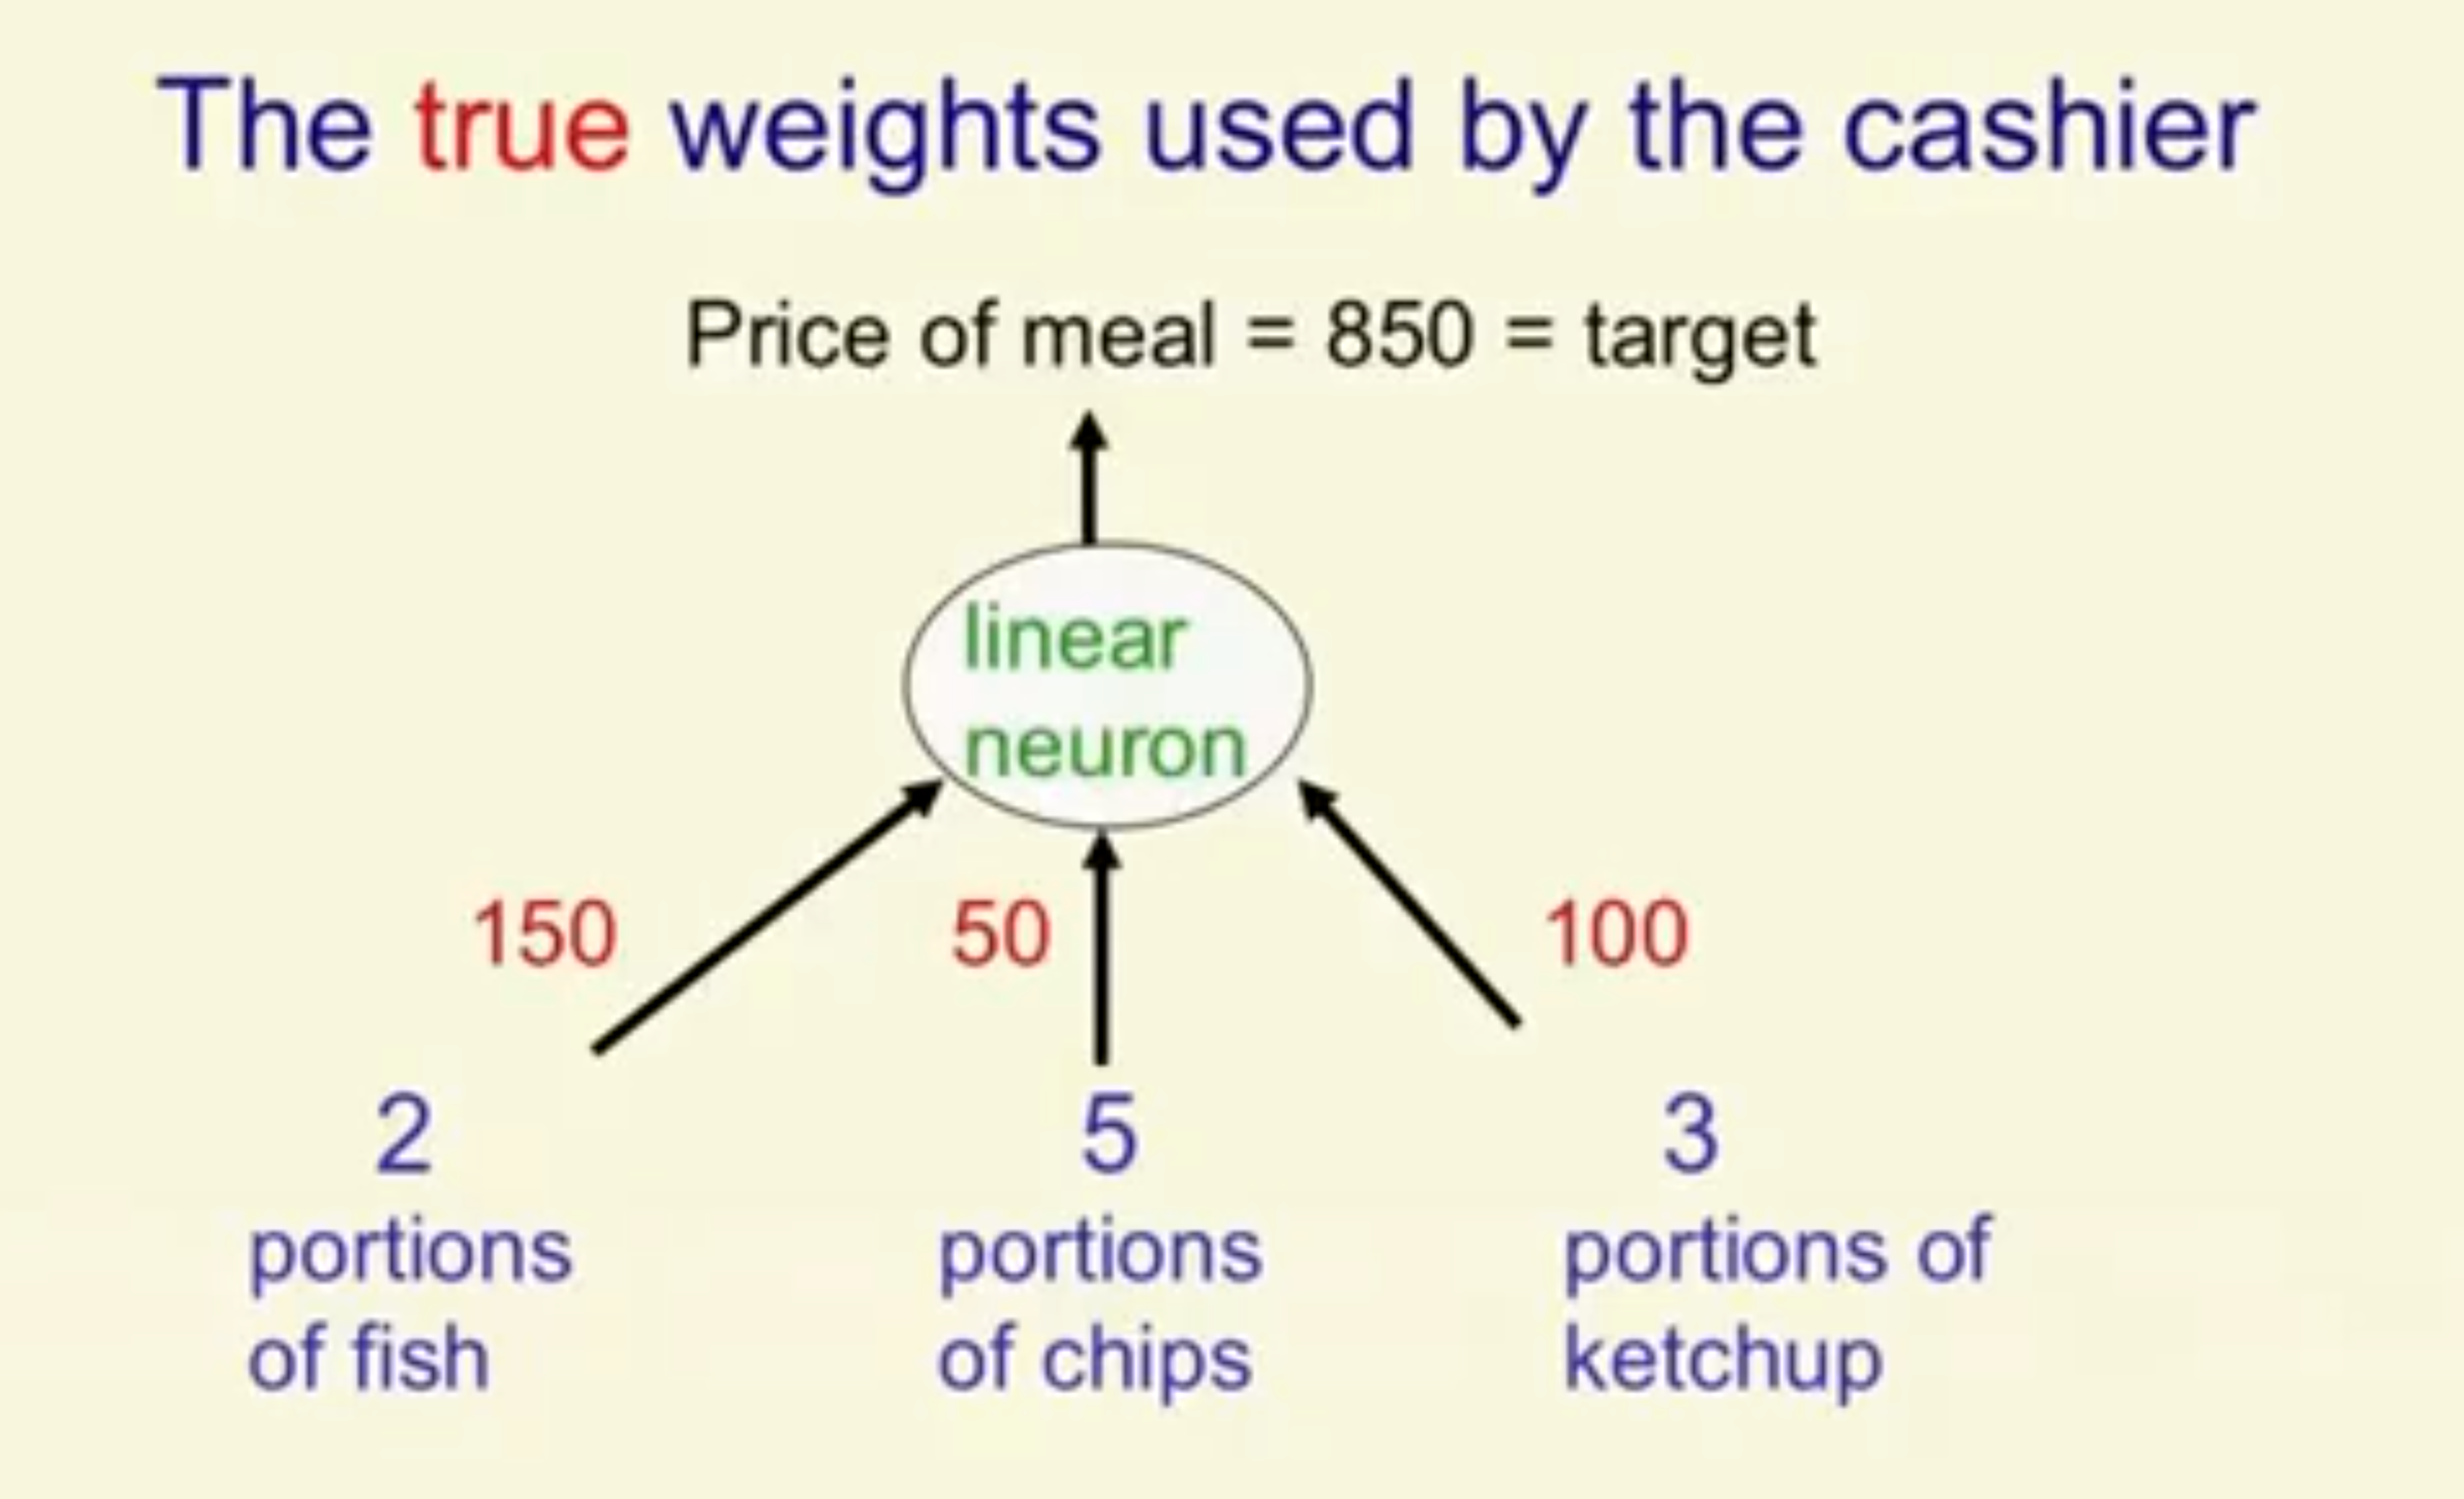 The true weights used by the cashier
Price of meal = 850 = target
linear
neuron
150
50
100
2
portions
of fish
5
portions
of chips
3
portions of
ketchup